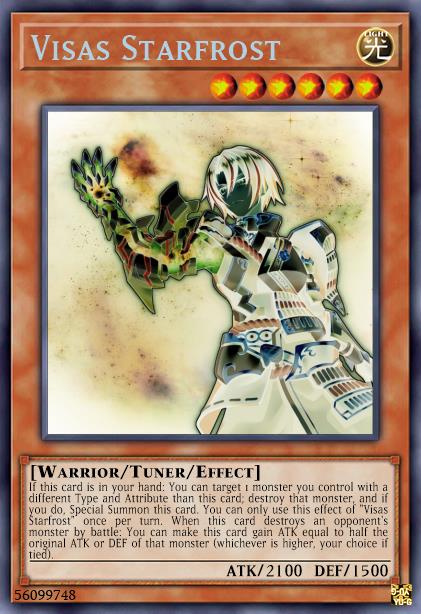 Visas Starfrost
LIGHT
光
[Warrior/Tuner/Effect]
If this card is in your hand: You can target 1 monster you control with a
different Type and Attribute than this card; destroy that monster, and if
you do, Special Summon this card. You can only use this effect of "Visas
Starfrost" once per turn. When this card destroys an opponent's
monster by battle: You can make this card gain ATK equal to half the
original ATK or DEF of that monster (whichever is higher, your choice if
tied).
ATK/2100 DEF/1500
56099748